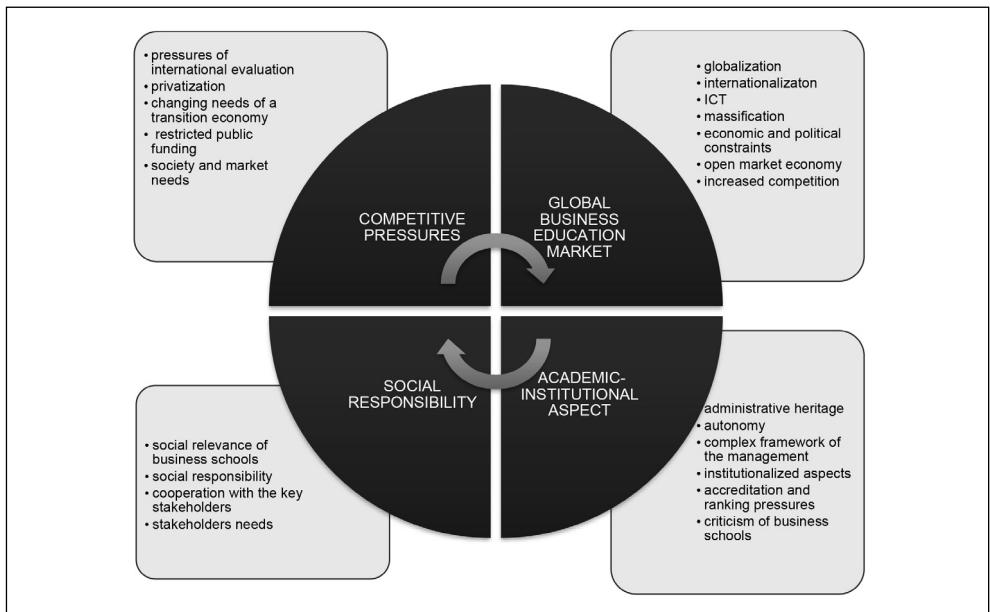 • pressures of
international evaluation
• privatization
• changing needs of a
transition economy
• restricted public
funding
• society and market
needs
• globalization
• internationalizaton
• ICT
• massification
• economic and political
constraints
• open market economy
• increased competition
COMPETITIVE
PRESSURES
GLOBAL
BUSINESS
EDUCATION
MARKET
SOCIAL
RESPONSIBILITY
ACADEMIC-
INSTITUTIONAL
ASPECT
• social relevance of
business schools
• social responsibility
• cooperation with the key
stakeholders
• stakeholders needs
administrative heritage
• autonomy
• complex framework of
the management
• institutionalized aspects
• accreditation and
ranking pressures
• criticism of business
schools